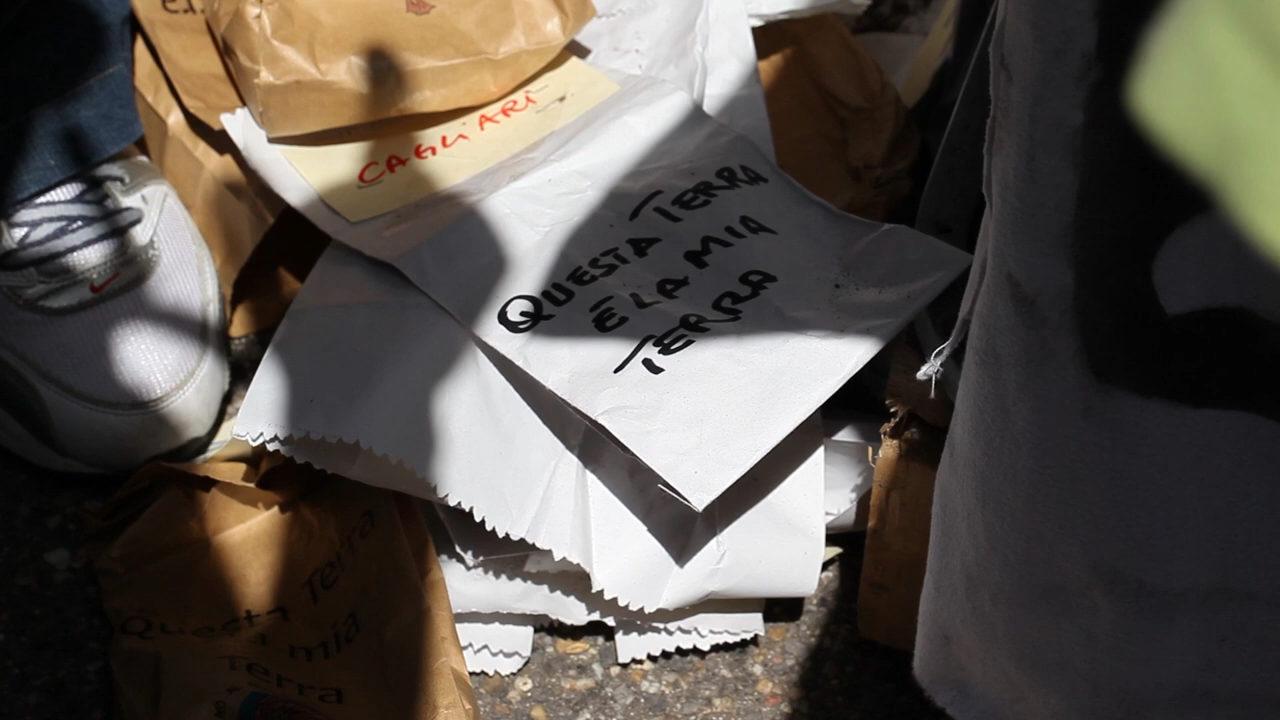 CAGLIARI
QUESTA TERRA
È LA MIA
TERRA
Questa Terra
mia
Terra